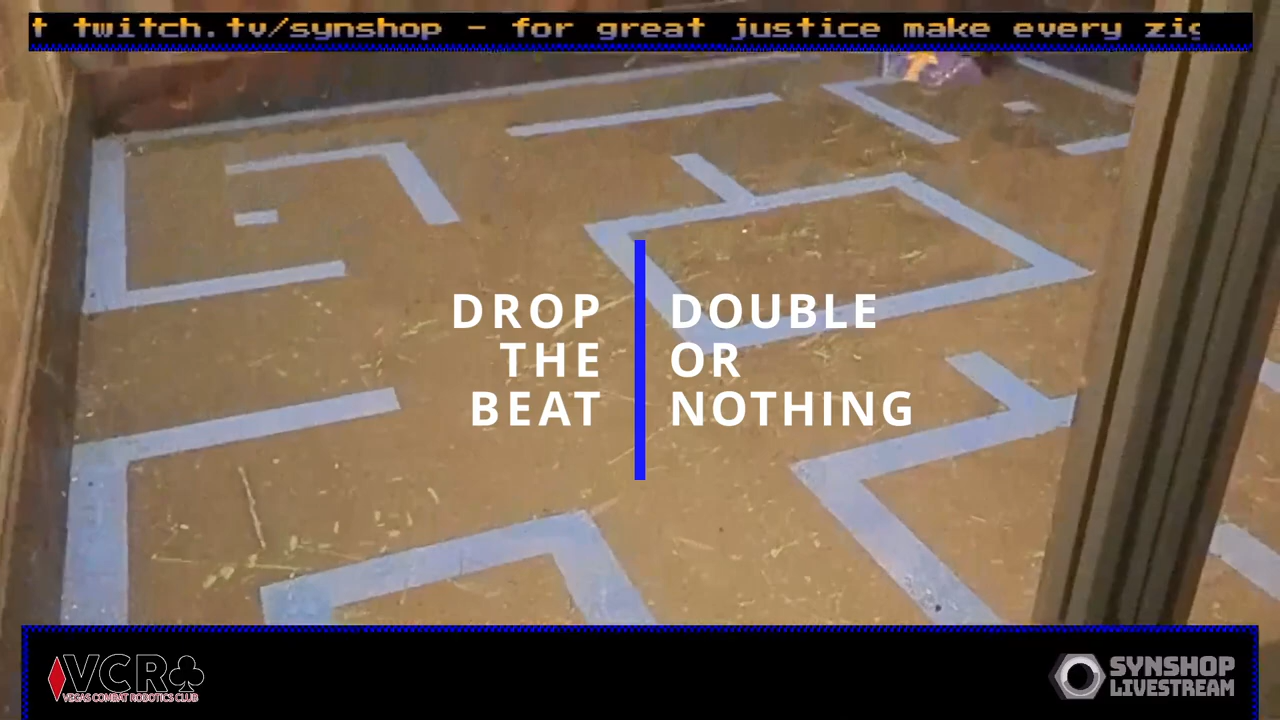 t twitch.tv/synshop - for great justice make every zig
DROP
THE
BEAT
DOUBLE
OR
NOTHING
VCR
VEGAS COMBAT ROBOTICS CLUB
SYNSHOP
LIVESTREAM